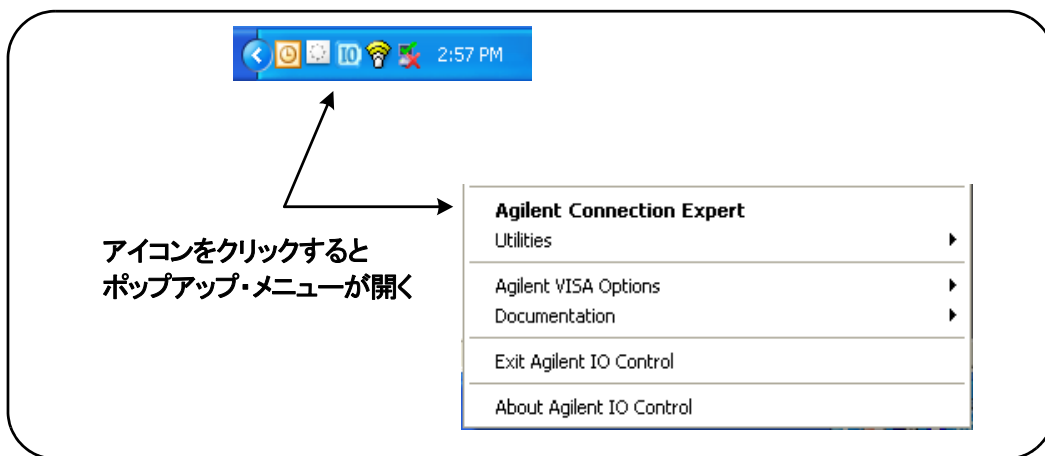 IO 2:57 PM
アイコンをクリックすると
ポップアップ・メニューが開く
Agilent Connection Expert
Utilities
Agilent VISA Options
Documentation
Exit Agilent IO Control
About Agilent IO Control